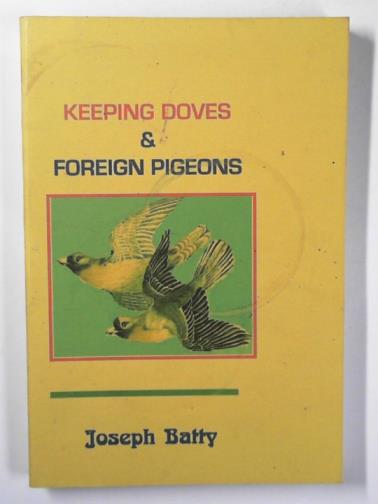 KEEPING DOVES
&
FOREIGN PIGEONS
Joseph Batty